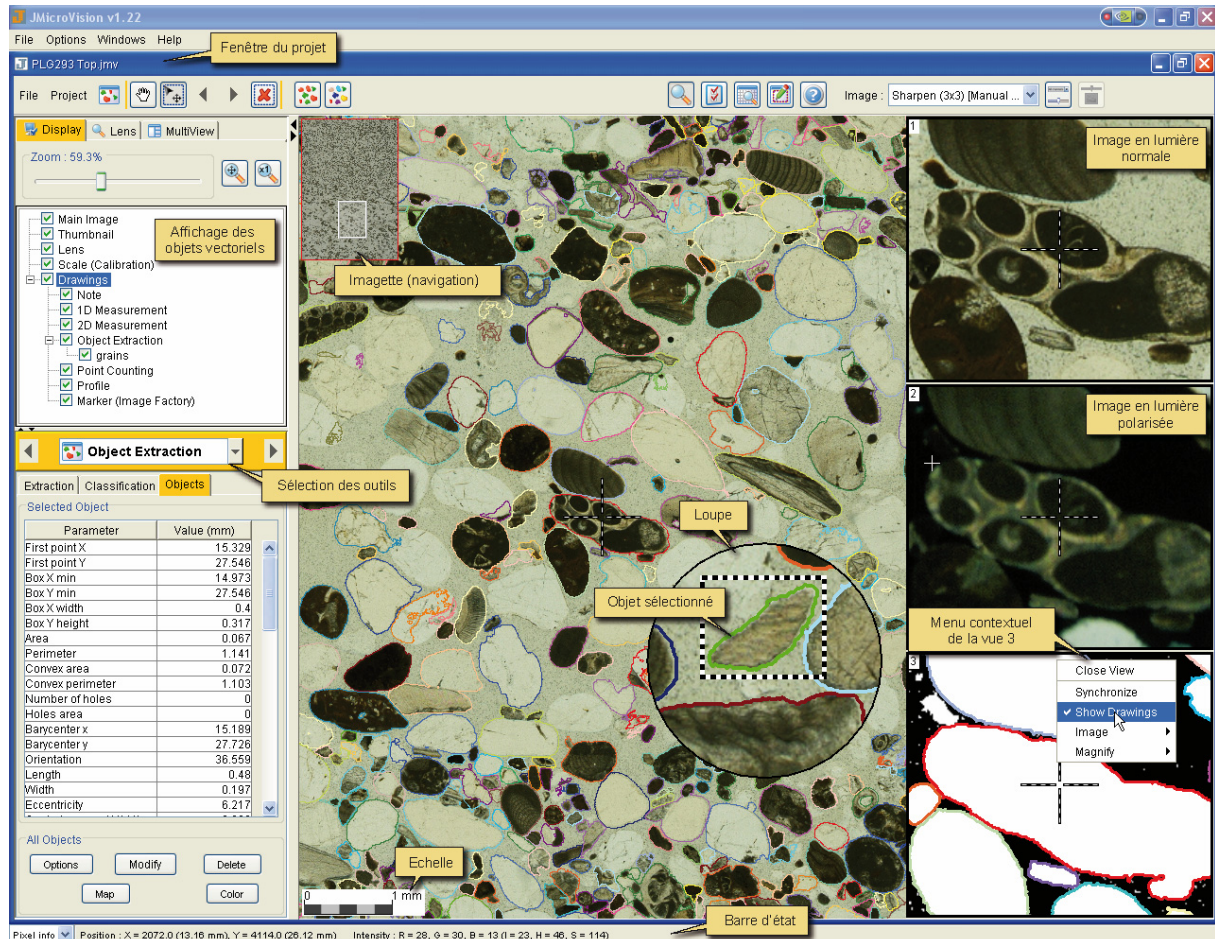 JMicroVision v1.22
File Options Windows Help
Fenêtre du projet
PLG293 Top.jmv
File Project
Image : Sharpen (3x3) [Manual ...
Display Lens MultiView
Zoom : 59.3%
x1
Main Image
Thumbnail
Lens
Scale (Calibration)
Drawings
Note
1D Measurement
2D Measurement
Object Extraction
grains
Point Counting
Profile
Marker (Image Factory)
Affichage des
objets vectoriels
Object Extraction
Sélection des outils
Extraction Classification Objects
Selected Object
Parameter Value (mm)
First point X 15.329
First point Y 27.546
Box X min 14.973
Box Y min 27.546
Box X width 0.4
Box Y height 0.317
Area 0.067
Perimeter 1.141
Convex area 0.072
Convex perimeter 1.103
Number of holes 0
Holes area 0
Barycenter x 15.189
Barycenter y 27.726
Orientation 36.559
Length 0.48
Width 0.197
Eccentricity 6.217
All Objects
Options Modify Delete
Map Color
Imagette (navigation)
Loupe
Objet sélectionné
Echelle
0 1 mm
1
Image en lumière
normale
2
Image en lumière
polarisée
Menu contextuel
de la vue 3
3
Close View
Synchronize
Show Drawings
Image
Magnify
Barre d'état
Pixel info Position : X = 2072.0 (13.16 mm), Y = 4114.0 (26.12 mm) Intensity : R = 28, G = 30, B = 13 (I = 23, H = 46, S = 114)